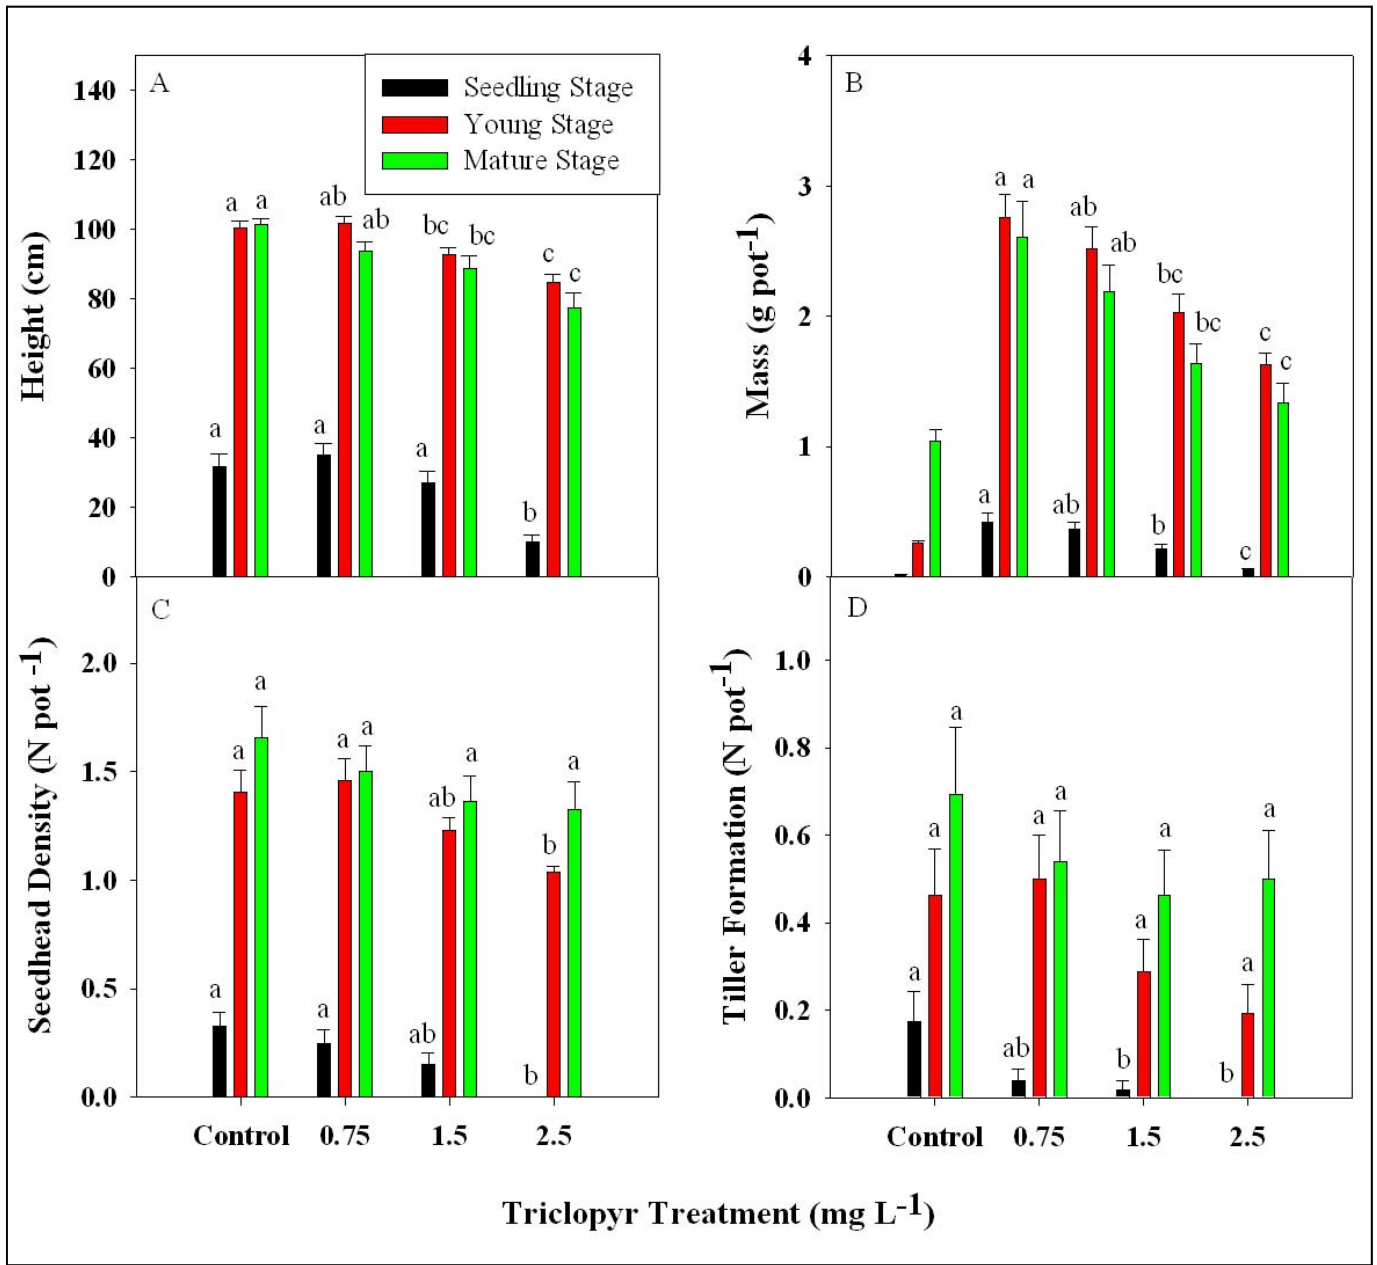 A
Seedling Stage
Young Stage
Mature Stage
140
120
100
80
60
40
20
0
Height (cm)
a a a
a ab ab
a bc bc
b c c
B
4
3
2
1
0
Mass (g pot-1)
a a a
ab ab ab
b bc bc
c c c
C
2.0
1.5
1.0
0.5
0.0
Seedhead Density (N pot -1)
a a a
a a a
ab ab a
b b a
Control 0.75 1.5 2.5
D
1.0
0.8
0.6
0.4
0.2
0.0
Tiller Formation (N pot-1)
a a a
ab a a
b a a
b a a
Control 0.75 1.5 2.5
Triclopyr Treatment (mg L-1)